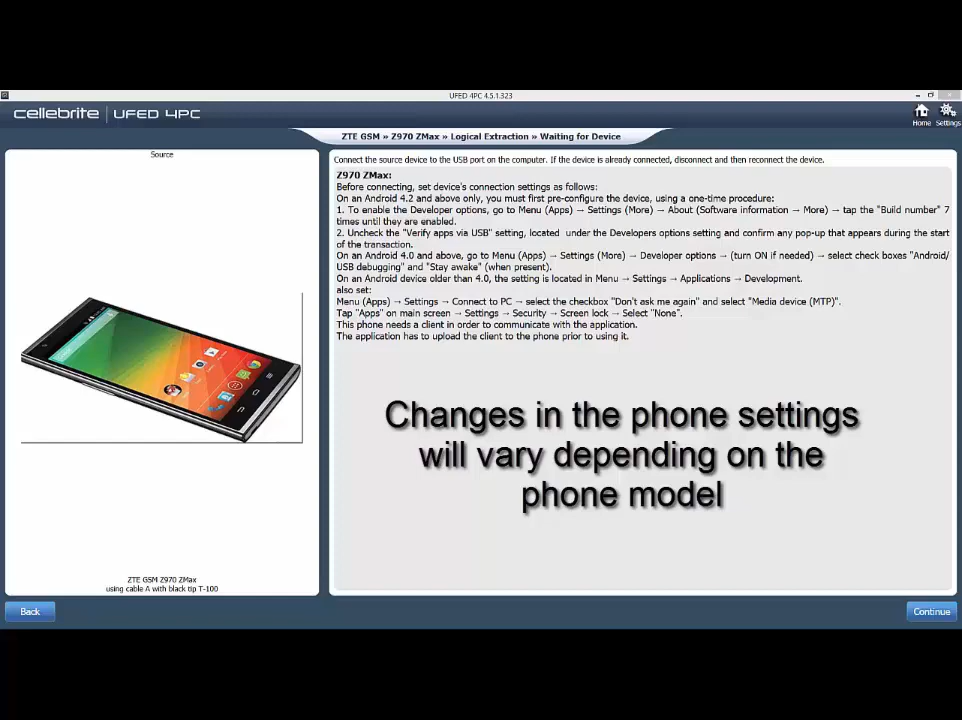 UFED 4PC 4.5.1.323
cellebrite | UFED 4PC
Home Settings
ZTE GSM » Z970 ZMax » Logical Extraction » Waiting for Device
Source
Connect the source device to the USB port on the computer. If the device is already connected, disconnect and then reconnect the device.
Z970 ZMax:
Before connecting, set device's connection settings as follows:
On an Android 4.2 and above only, you must first pre-configure the device, using a one-time procedure:
1. To enable the Developer options, go to Menu (Apps) → Settings (More) → About (Software information → More) → tap the "Build number" 7
times until they are enabled.
2. Uncheck the "Verify apps via USB" setting, located under the Developers options setting and confirm any pop-up that appears during the start
of the transaction.
On an Android 4.0 and above, go to Menu (Apps) → Settings (More) → Developer options → (turn ON if needed) → select check boxes "Android/
USB debugging" and "Stay awake" (when present).
On an Android device older than 4.0, the setting is located in Menu → Settings → Applications → Development.
also set:
Menu (Apps) → Settings → Connect to PC → select the checkbox "Don't ask me again" and select "Media device (MTP)".
Tap "Apps" on main screen → Settings → Security → Screen lock → Select "None".
This phone needs a client in order to communicate with the application.
The application has to upload the client to the phone prior to using it.
Changes in the phone settings
will vary depending on the
phone model
ZTE GSM Z970 ZMax
using cable A with black tip T-100
Back
Continue